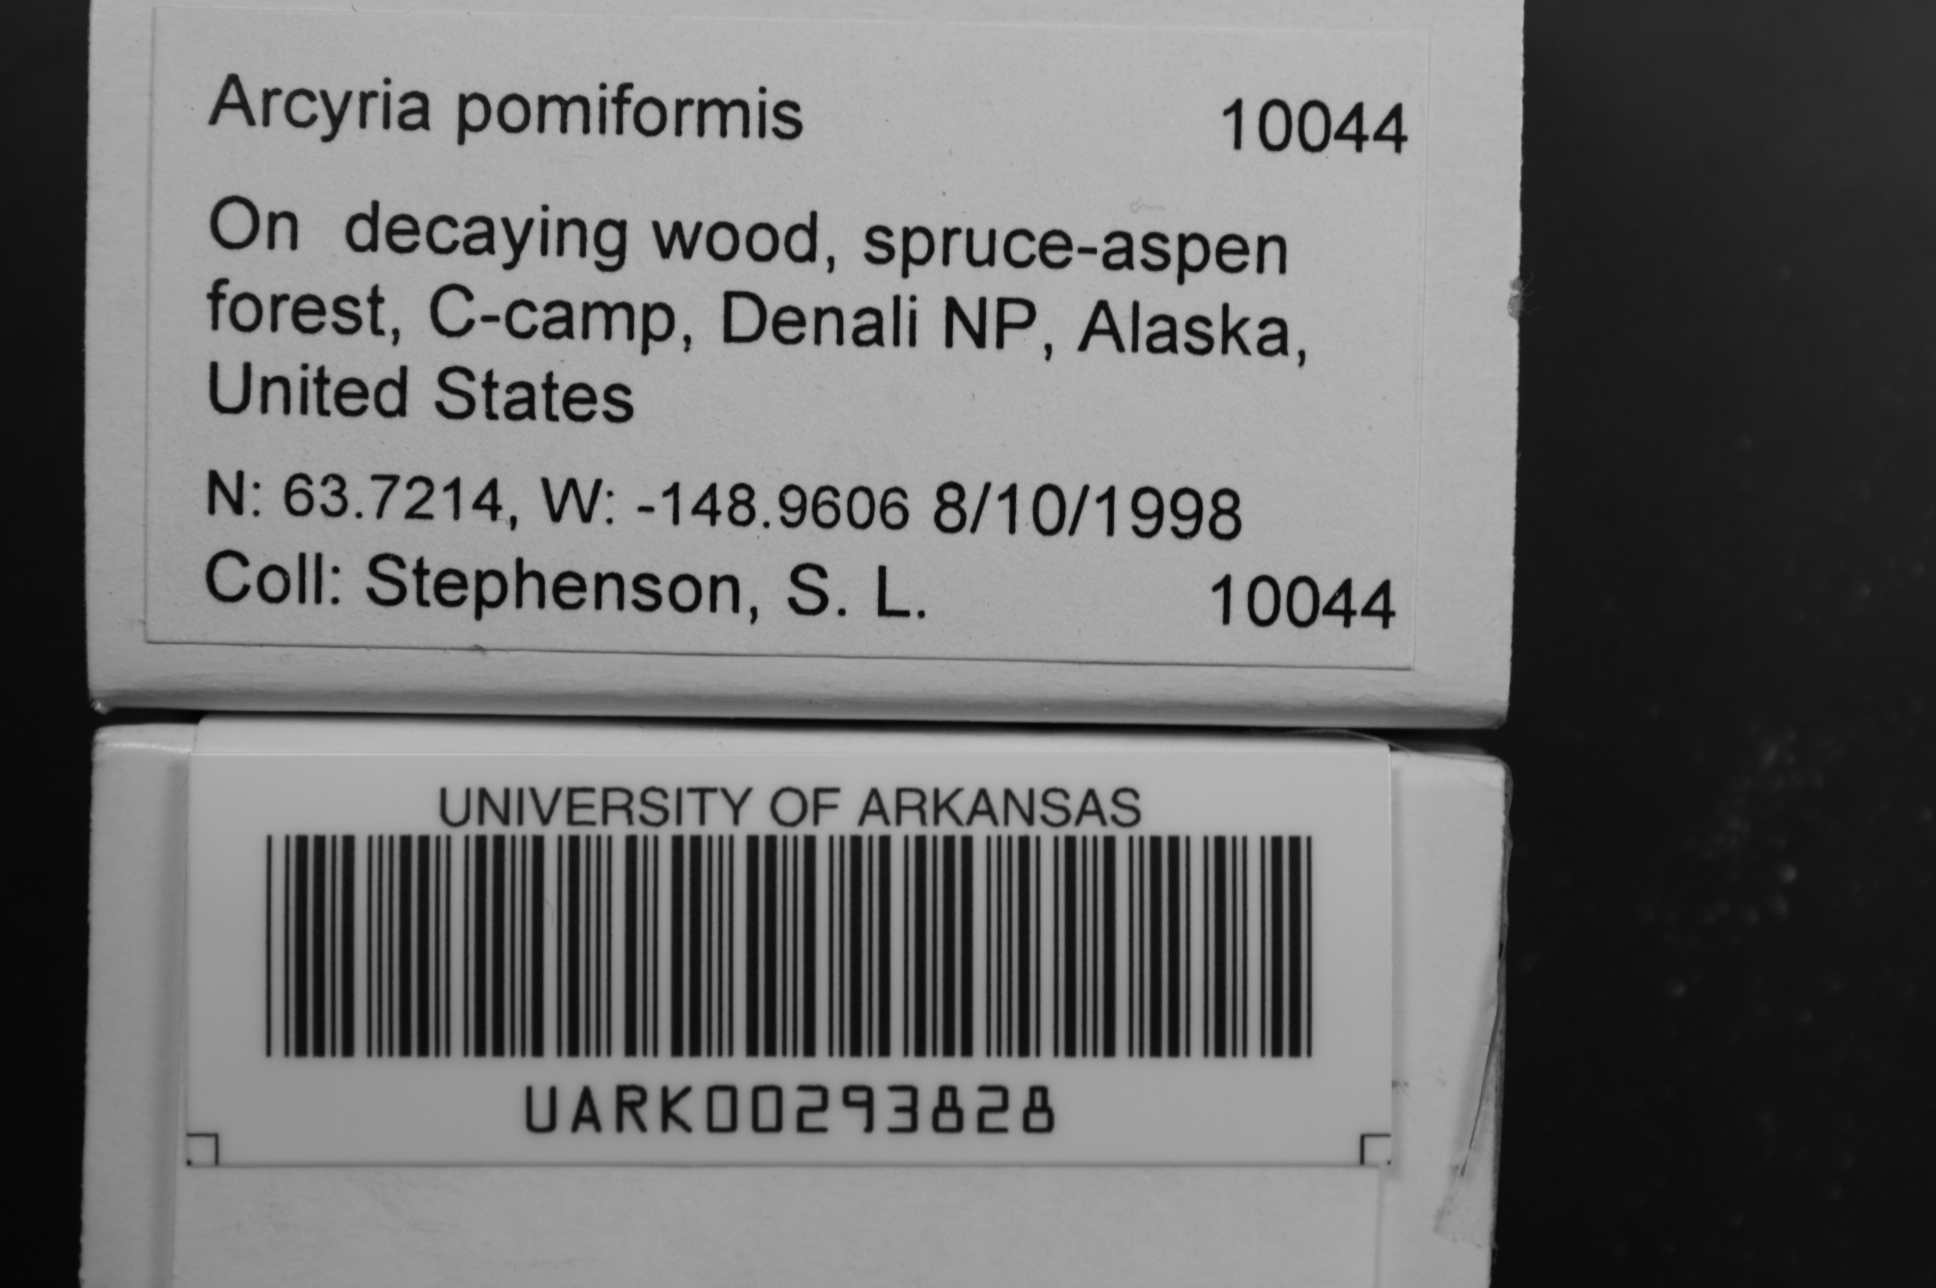 Arcyria pomiformis 10044
On decaying wood, spruce-aspen
forest, C-camp, Denali NP, Alaska,
United States
N: 63.7214, W: -148.9606 8/10/1998
Coll: Stephenson, S. L. 10044
UNIVERSITY OF ARKANSAS
UARK00293828